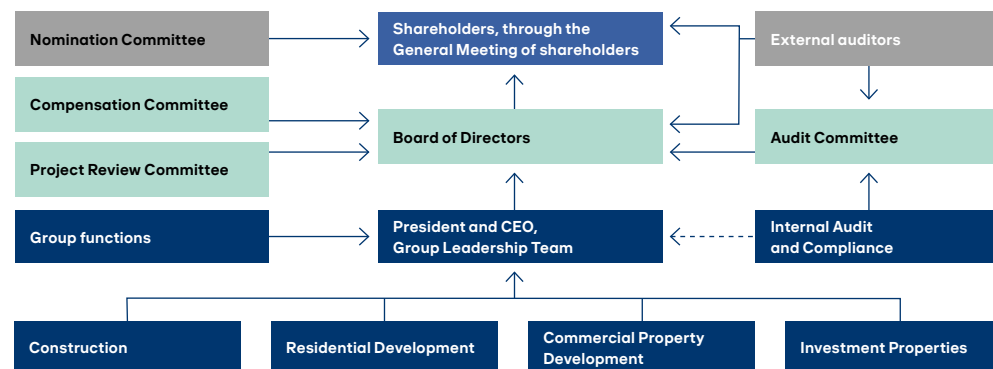 Nomination Committee
Shareholders, through the
General Meeting of shareholders
External auditors
Compensation Committee
Board of Directors
Audit Committee
Project Review Committee
Group functions
President and CEO,
Group Leadership Team
Internal Audit
and Compliance
Construction
Residential Development
Commercial Property
Development
Investment Properties